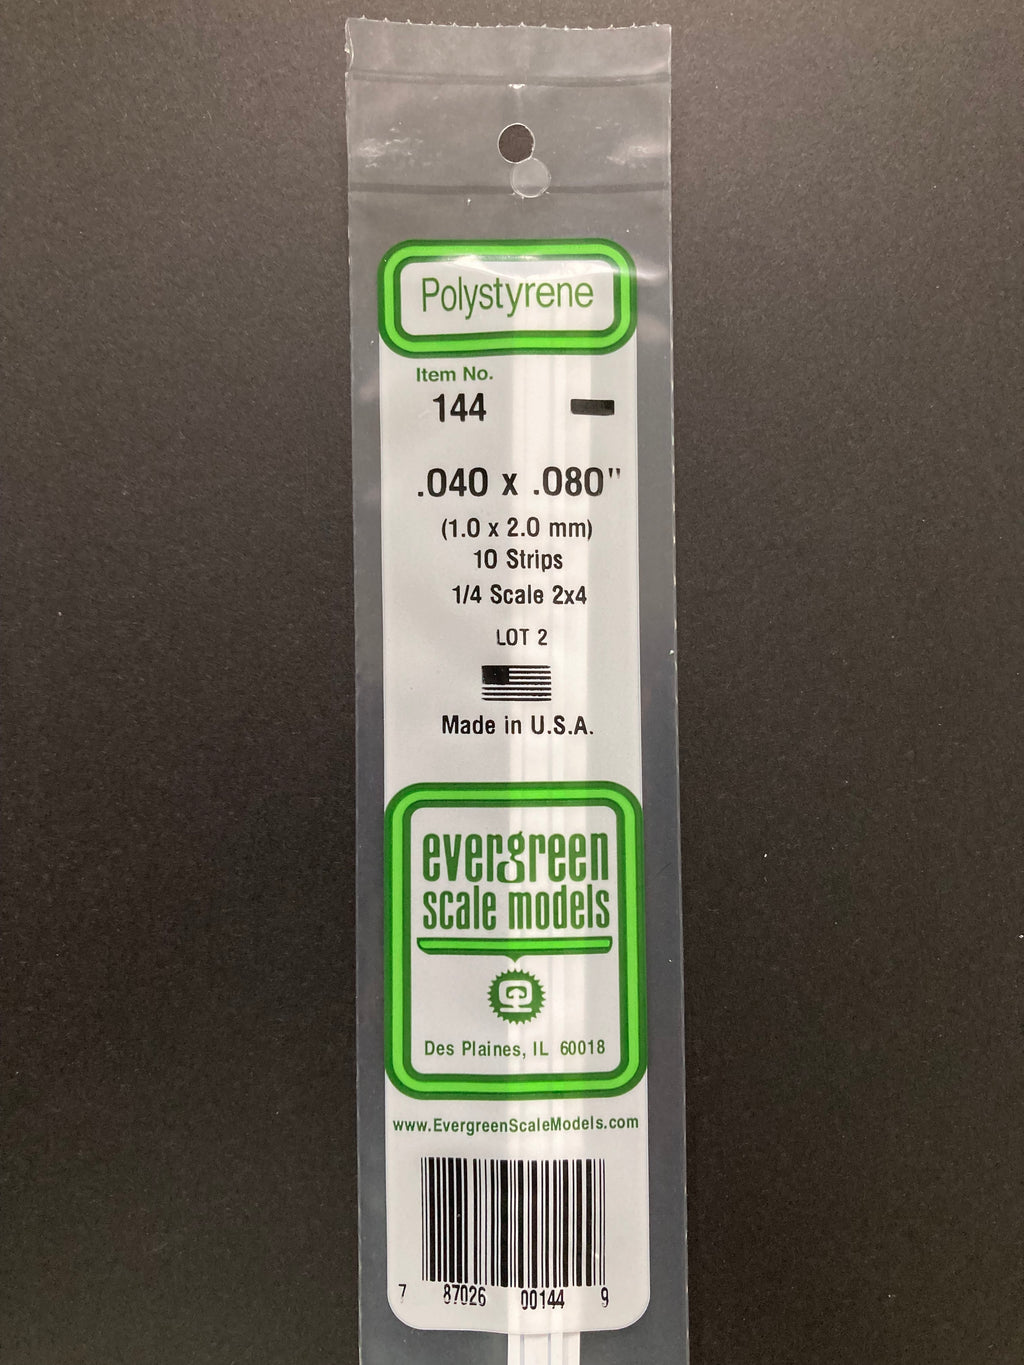 Polystyrene
Item No.
144
.040 x .080"
(1.0 x 2.0 mm)
10 Strips
1/4 Scale 2x4
LOT 2
Made in U.S.A.
evergreen
scale models
Des Plaines, IL 60018
www.EvergreenScaleModels.com
7 87026 00144 9